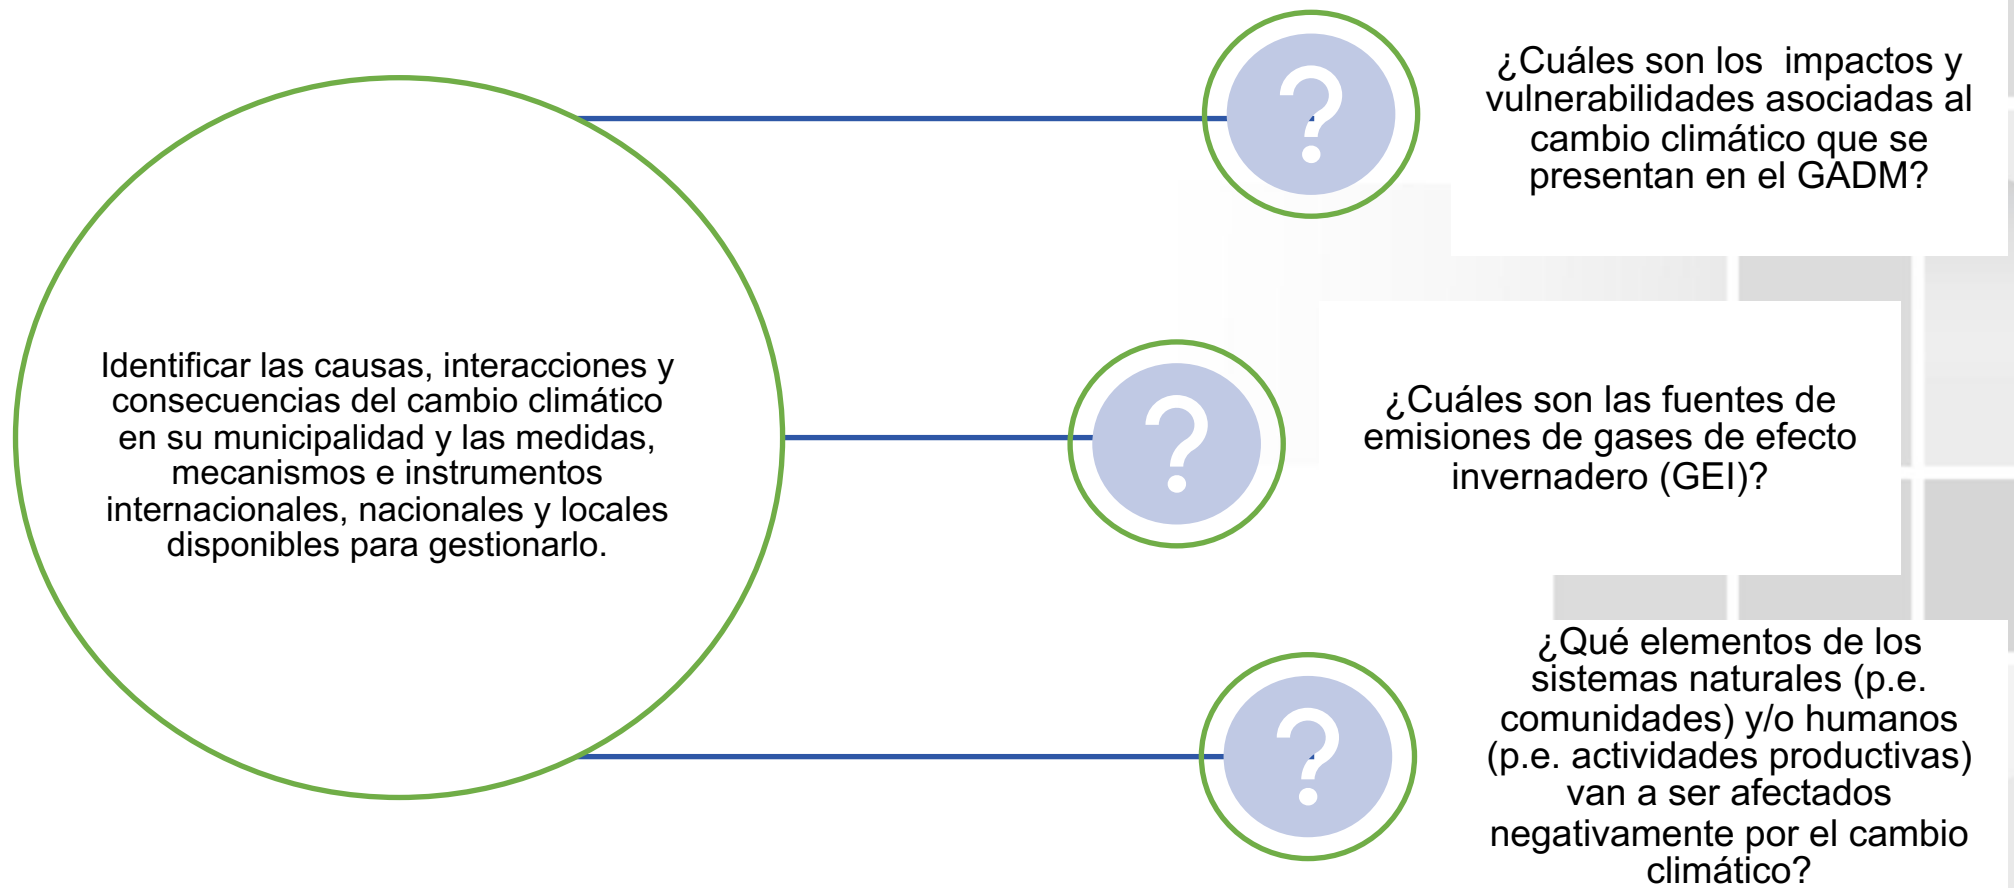 Identificar las causas, interacciones y
consecuencias del cambio climático
en su municipalidad y las medidas,
mecanismos e instrumentos
internacionales, nacionales y locales
disponibles para gestionarlo.
?
¿Cuáles son los  impactos y
vulnerabilidades asociadas al
cambio climático que se
presentan en el GADM?
?
¿Cuáles son las fuentes de
emisiones de gases de efecto
invernadero (GEI)?
?
¿Qué elementos de los
sistemas naturales (p.e.
comunidades) y/o humanos
(p.e. actividades productivas)
van a ser afectados
negativamente por el cambio
climático?